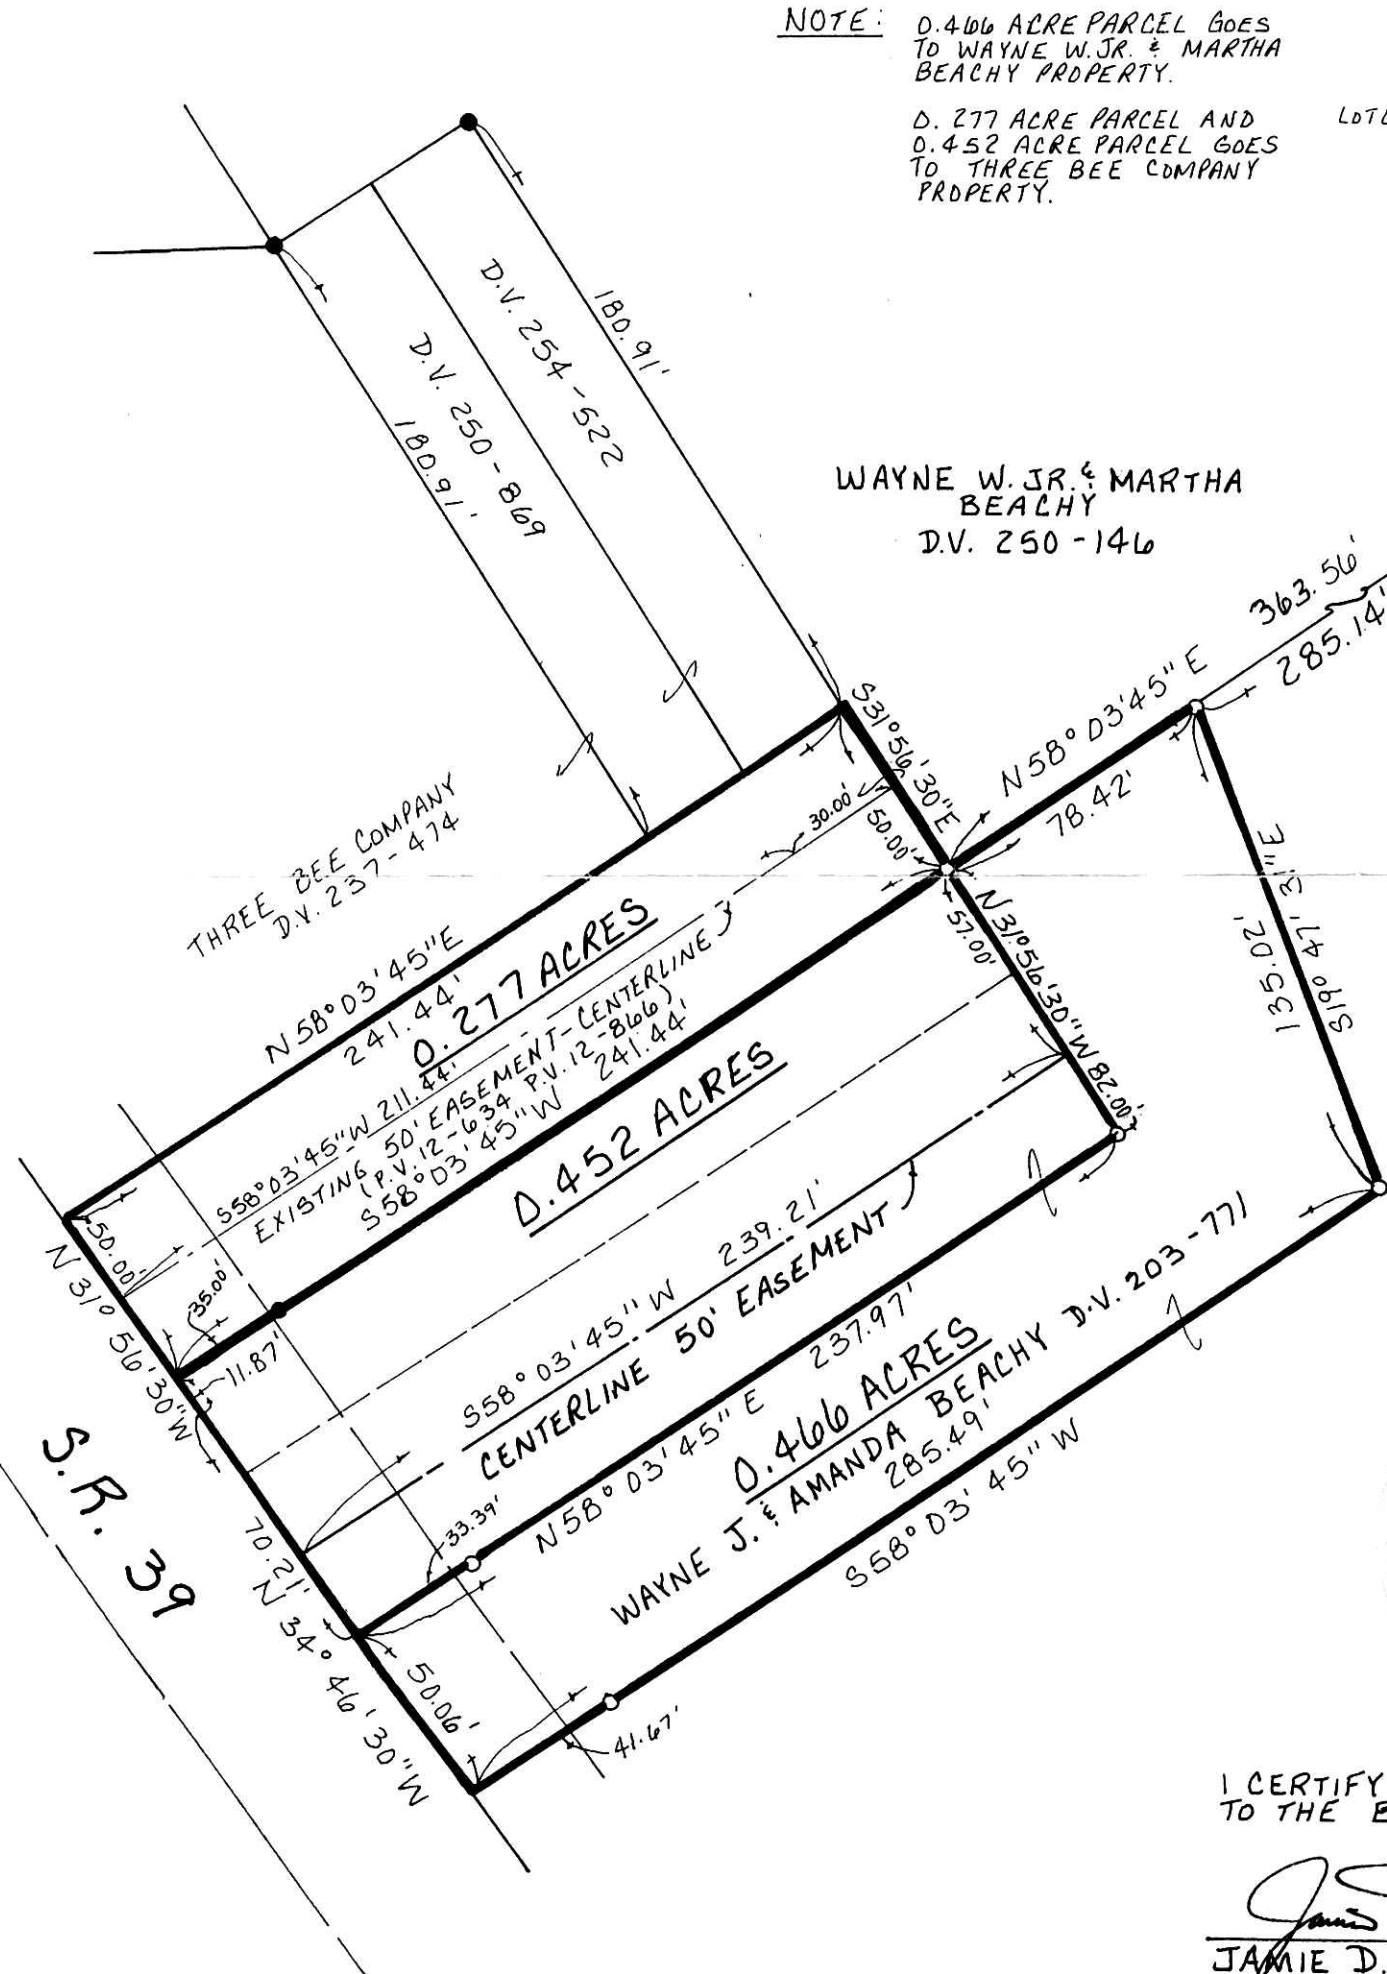 NOTE: 0.466 ACRE PARCEL GOES
TO WAYNE W. JR. & MARTHA
BEACHY PROPERTY.
0.277 ACRE PARCEL AND
0.452 ACRE PARCEL GOES
TO THREE BEE COMPANY
PROPERTY.
D.V. 254-522
180.91'
D.V. 250-869
180.91'
WAYNE W. JR. & MARTHA
BEACHY
D.V. 250-146
363.56'
285.14'
N58°03'45"E
78.42'
S31°56'30"E
50.00'
30.00'
THREE BEE COMPANY
D.V. 237-474
N58°03'45"E
241.44'
0.277 ACRES
S58°03'45"W 211.44'
EXISTING 50' EASEMENT-CENTERLINE
(P.V. 12-634 P.V. 12-866)
S58°03'45"W 241.44'
N31°56'30"W
57.00'
28.00'
S19°47'31"E
135.02'
0.452 ACRES
50.00'
N31°56'30"W
35.00'
11.87'
S58°03'45"W 239.21'
CENTERLINE 50' EASEMENT
33.39'
N58°03'45"E 237.97'
0.466 ACRES
WAYNE J. & AMANDA BEACHY D.V. 203-771
285.49'
S58°03'45"W
S.R. 39
70.21'
N34°46'30"W
50.06'
41.67'
I CERTIFY
TO THE
JAMIE D.